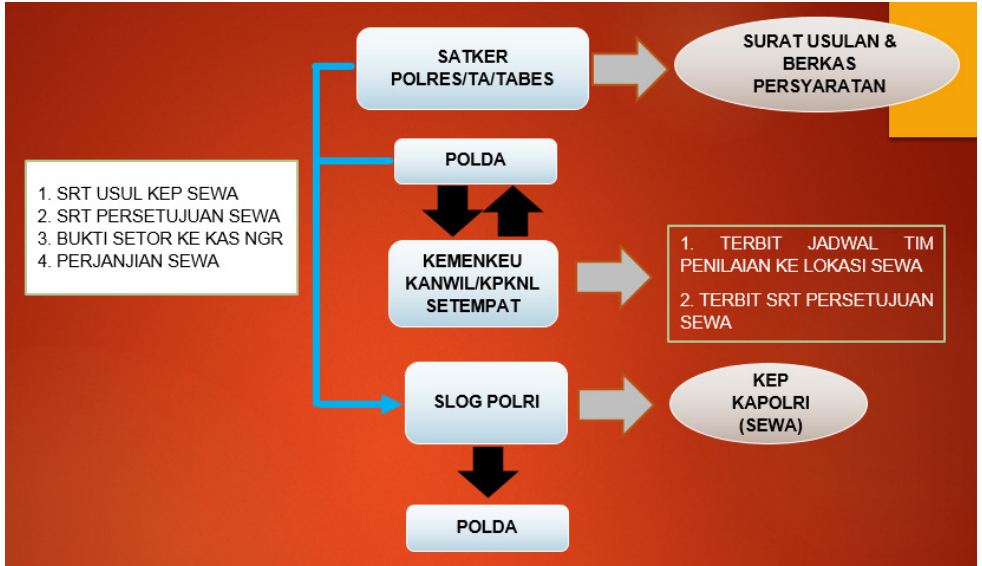 SATKER
POLRES/TA/TABES
SURAT USULAN &
BERKAS
PERSYARATAN
POLDA
1. SRT USUL KEP SEWA
2. SRT PERSETUJUAN SEWA
3. BUKTI SETOR KE KAS NGR
4. PERJANJIAN SEWA
KEMENKEU
KANWIL/KPKNL
SETEMPAT
1. TERBIT JADWAL TIM
PENILAIAN KE LOKASI SEWA
2. TERBIT SRT PERSETUJUAN
SEWA
SLOG POLRI
KEP
KAPOLRI
(SEWA)
POLDA